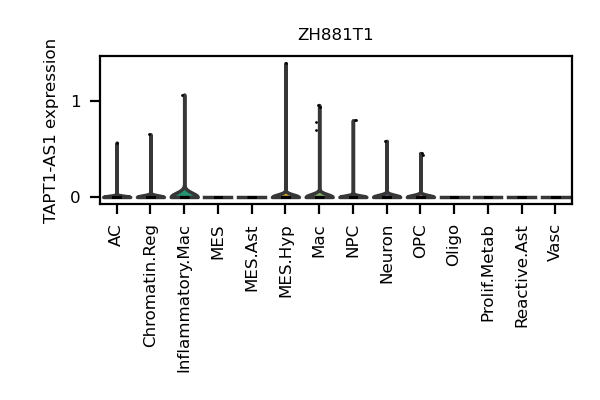 ZH881T1
TAPT1-AS1 expression
1
0
AC
Chromatin.Reg
Inflammatory.Mac
MES
MES.Ast
MES.Hyp
Mac
NPC
Neuron
OPC
Oligo
Prolif.Metab
Reactive.Ast
Vasc